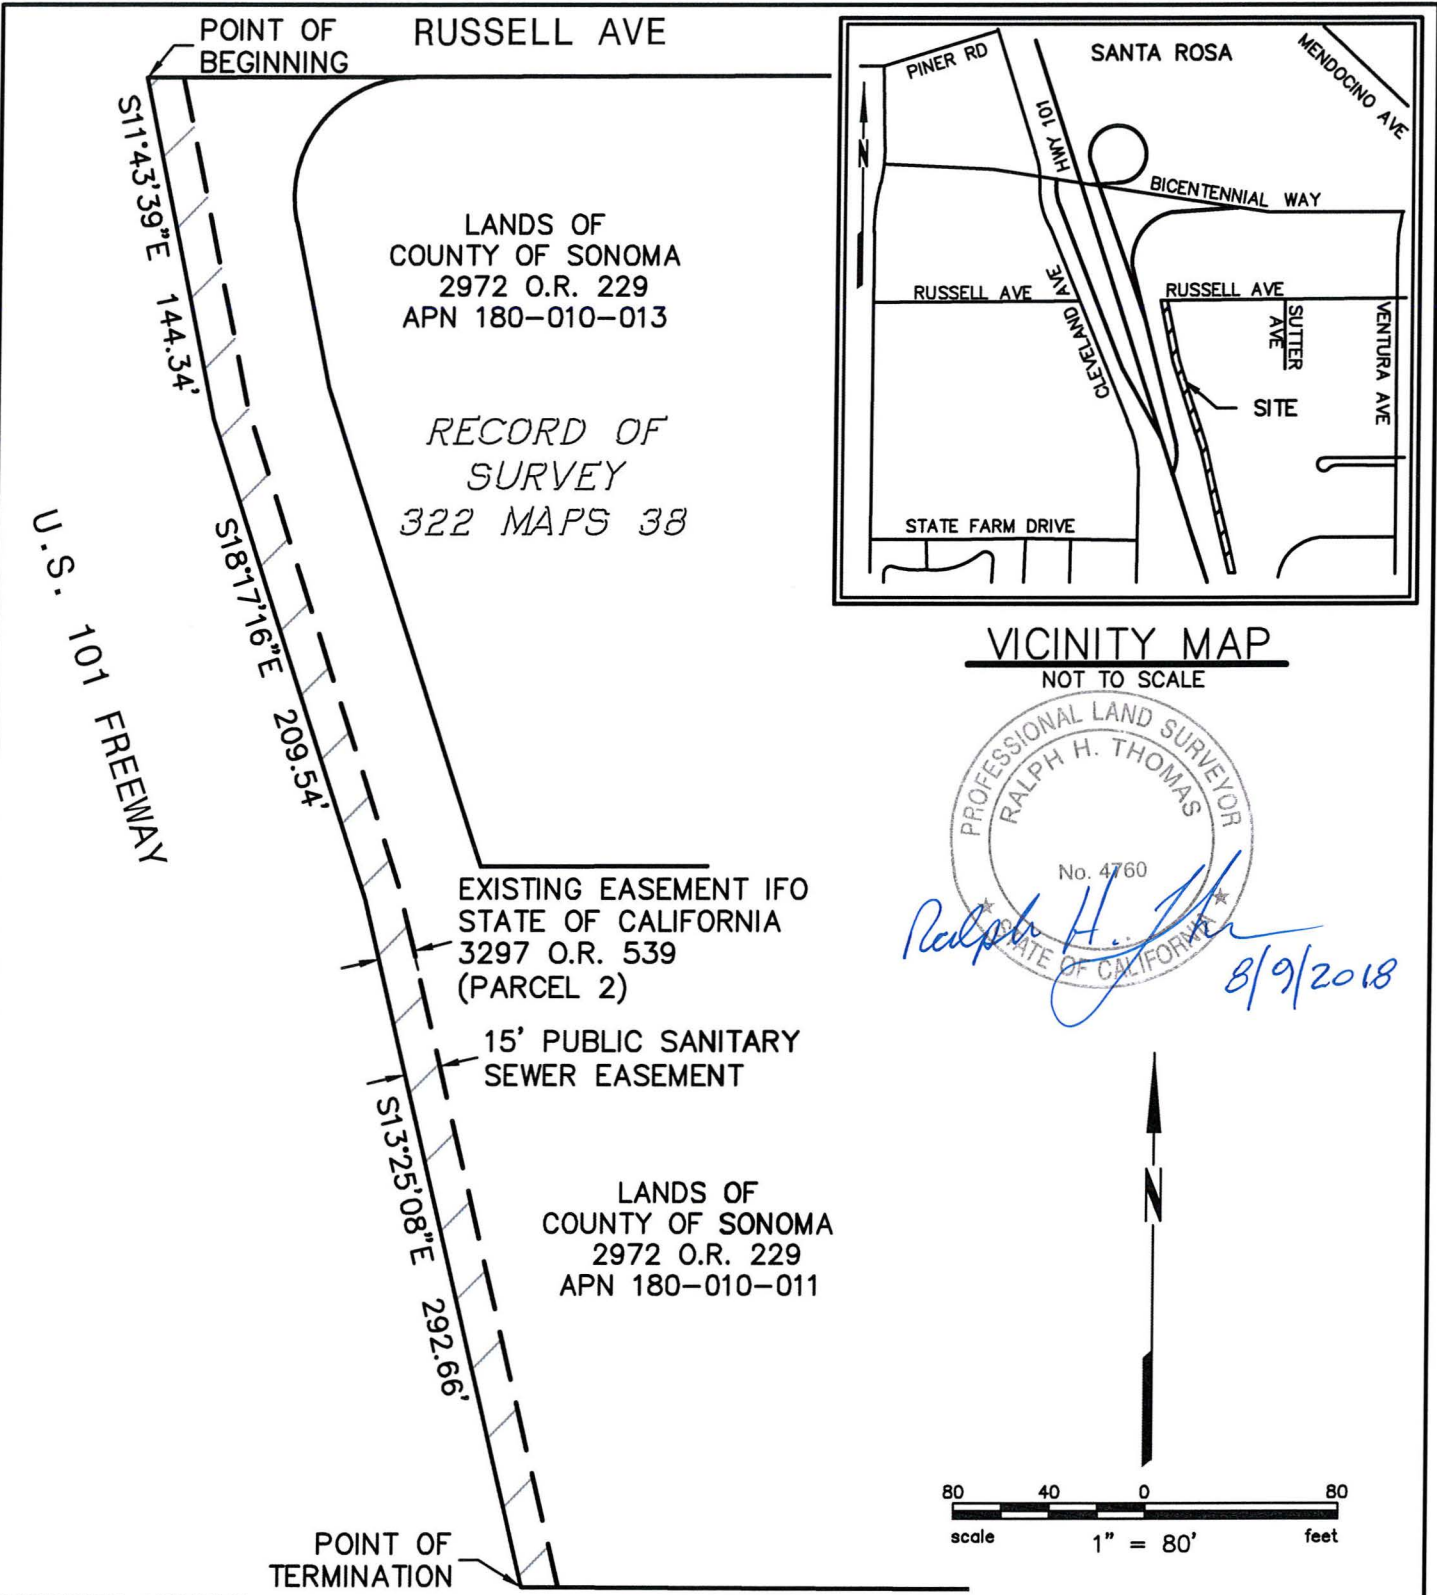 POINT OF
BEGINNING
RUSSELL AVE
S11°43'39"E 144.34'
LANDS OF
COUNTY OF SONOMA
2972 O.R. 229
APN 180-010-013
RECORD OF
SURVEY
322 MAPS 38
S18°17'16"E 209.54'
U.S. 101 FREEWAY
EXISTING EASEMENT IFO
STATE OF CALIFORNIA
3297 O.R. 539
(PARCEL 2)
15' PUBLIC SANITARY
SEWER EASEMENT
S13°25'08"E 292.66'
LANDS OF
COUNTY OF SONOMA
2972 O.R. 229
APN 180-010-011
POINT OF
TERMINATION
SANTA ROSA
PINER RD
MENDOCINO AVE
HWY 101
N
BICENTENNIAL WAY
RUSSELL AVE
CLEVELAND AVE
RUSSELL AVE
SUTTER
AVE
VENTURA AVE
SITE
STATE FARM DRIVE
VICINITY MAP
NOT TO SCALE
PROFESSIONAL LAND SURVEYOR
RALPH H. THOMAS
No. 4760
STATE OF CALIFORNIA
Ralph H.
8/9/2018
N
80 40 0 80
scale 1" = 80' feet